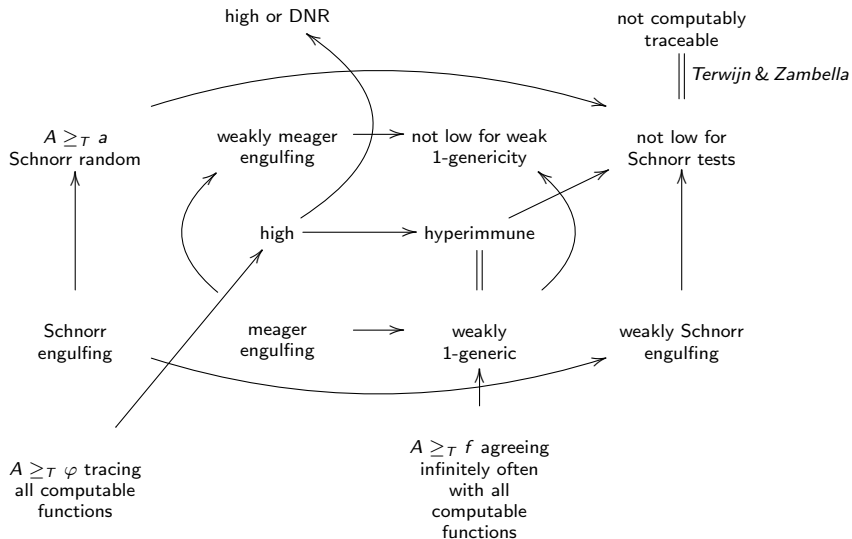 high or DNR
not computably
traceable
Terwijn & Zambella
A ≥T a
Schnorr random
weakly meager
engulfing
not low for weak
1-genericity
not low for
Schnorr tests
high
hyperimmune
Schnorr
engulfing
meager
engulfing
weakly
1-generic
weakly Schnorr
engulfing
A ≥T φ tracing
all computable
functions
A ≥T f agreeing
infinitely often
with all
computable
functions